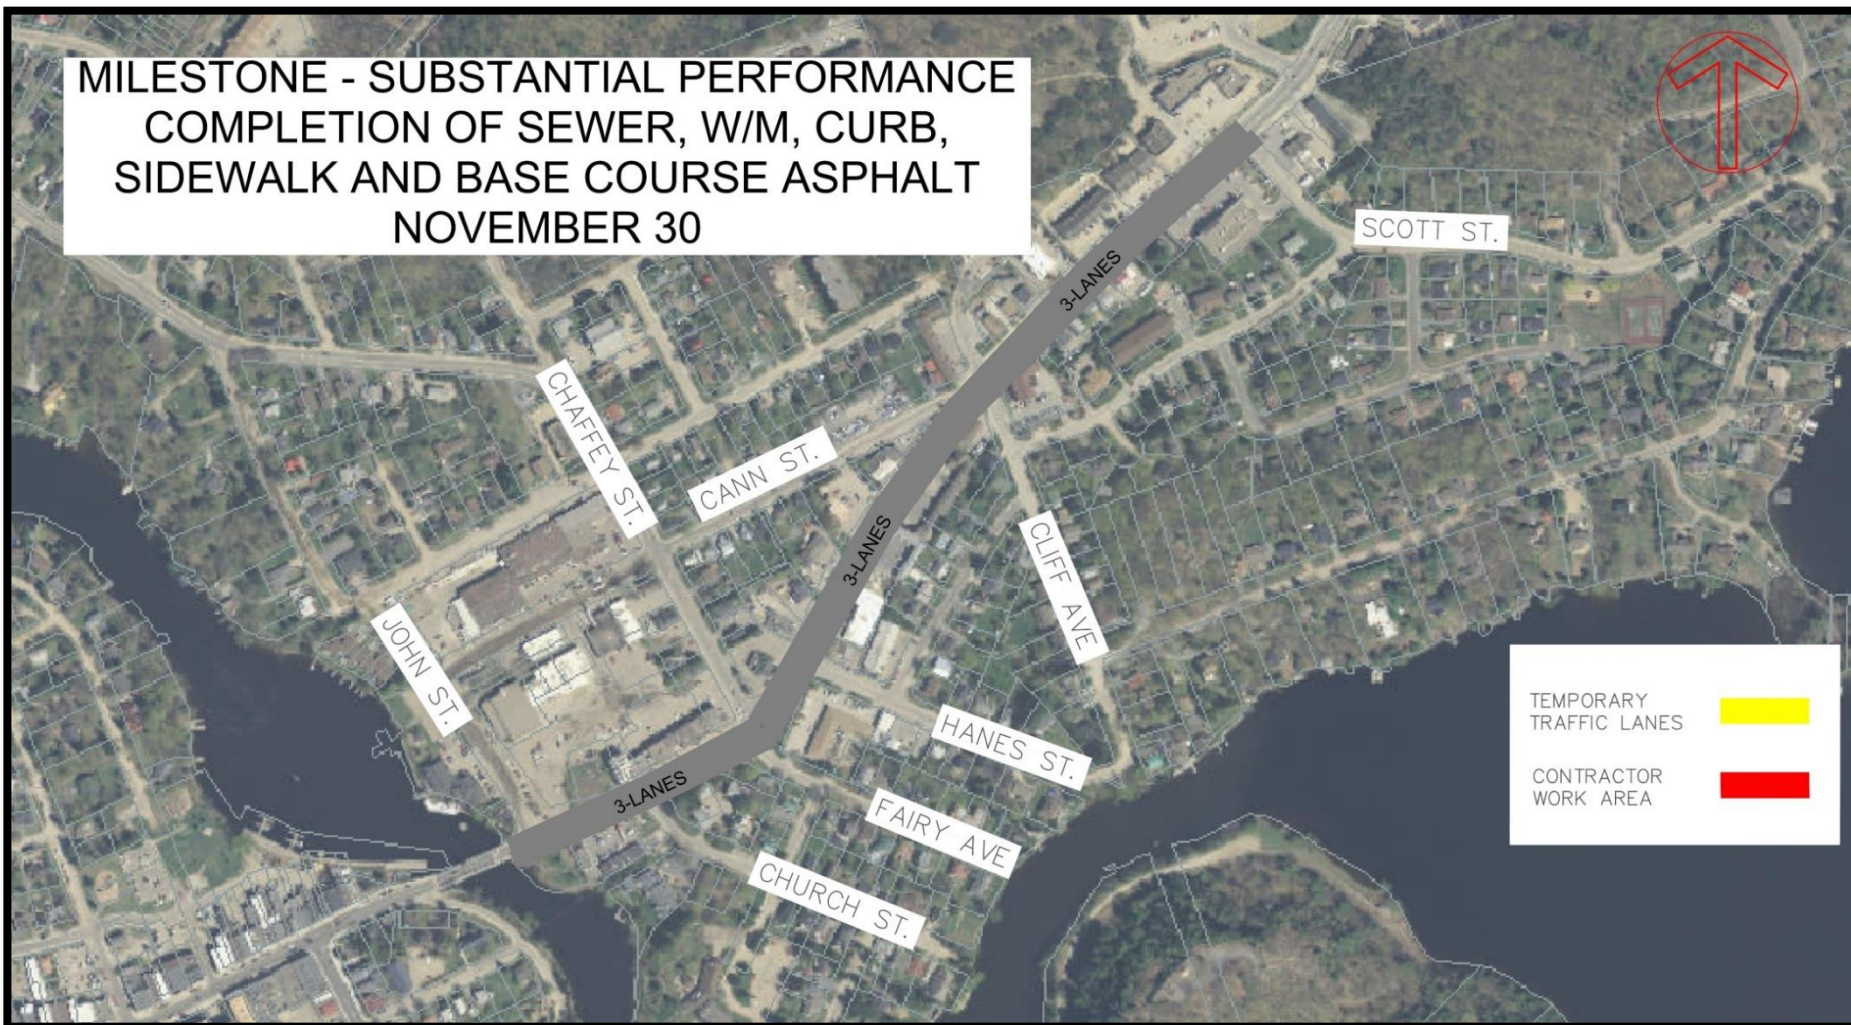 MILESTONE - SUBSTANTIAL PERFORMANCE
COMPLETION OF SEWER, W/M, CURB,
SIDEWALK AND BASE COURSE ASPHALT
NOVEMBER 30
SCOTT ST.
3-LANES
CHAFFEY ST.
CANN ST.
3-LANES
CLIFF AVE
JOHN ST.
HANES ST.
3-LANES
FAIRY AVE
CHURCH ST.
TEMPORARY
TRAFFIC LANES
CONTRACTOR
WORK AREA